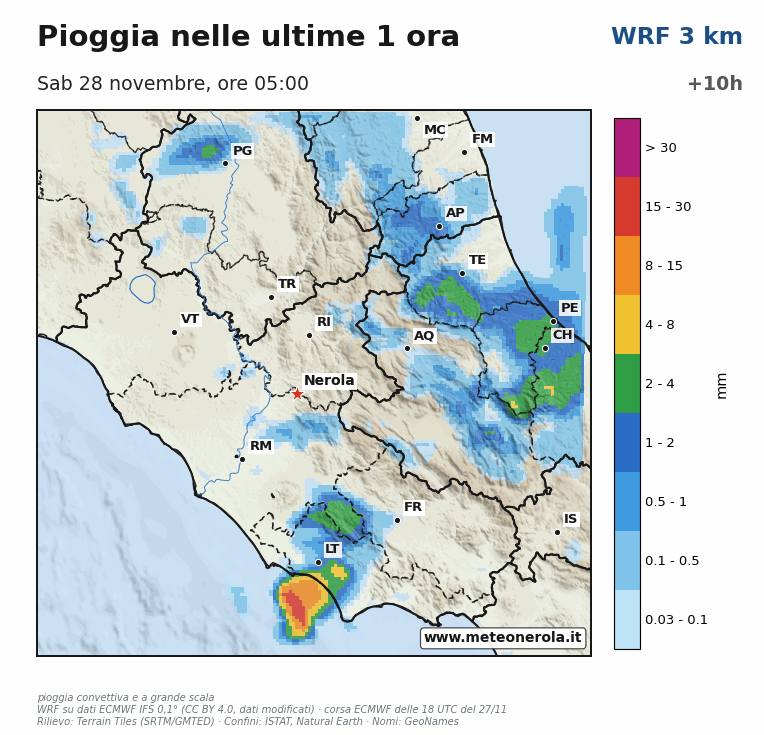 Pioggia nelle ultime 1 ora
WRF 3 km
Sab 28 novembre, ore 05:00
+10h
MC
FM
PG
AP
TE
TR
PE
VT
RI
AQ
CH
Nerola
RM
FR
IS
LT
www.meteonerola.it
> 30
15 - 30
8 - 15
4 - 8
2 - 4
1 - 2
0.5 - 1
0.1 - 0.5
0.03 - 0.1
mm
pioggia convettiva e a grande scala
WRF su dati ECMWF IFS 0,1° (CC BY 4.0, dati modificati) · corsa ECMWF delle 18 UTC del 27/11
Rilievo: Terrain Tiles (SRTM/GMTED) · Confini: ISTAT, Natural Earth · Nomi: GeoNames